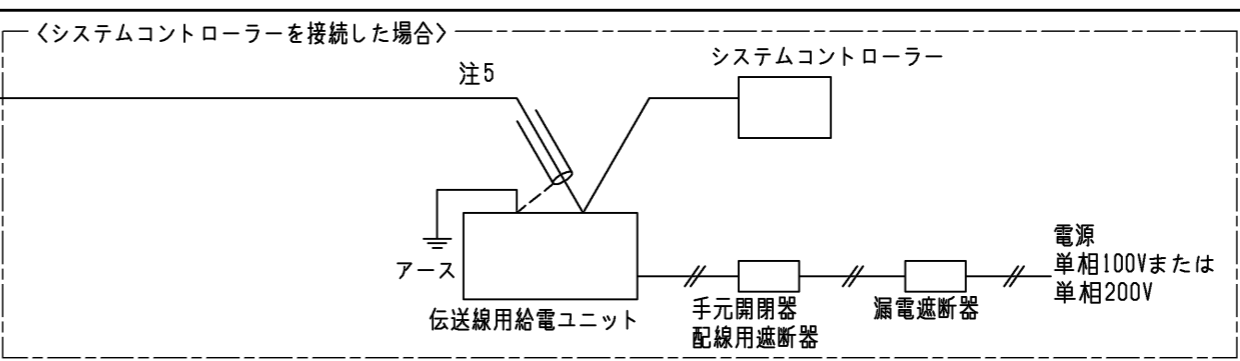 〈システムコントローラーを接続した場合〉
システムコントローラー
注5
アース
伝送線用給電ユニット
手元開閉器
配線用遮断器
漏電遮断器
電源
単相100Vまたは
単相200V